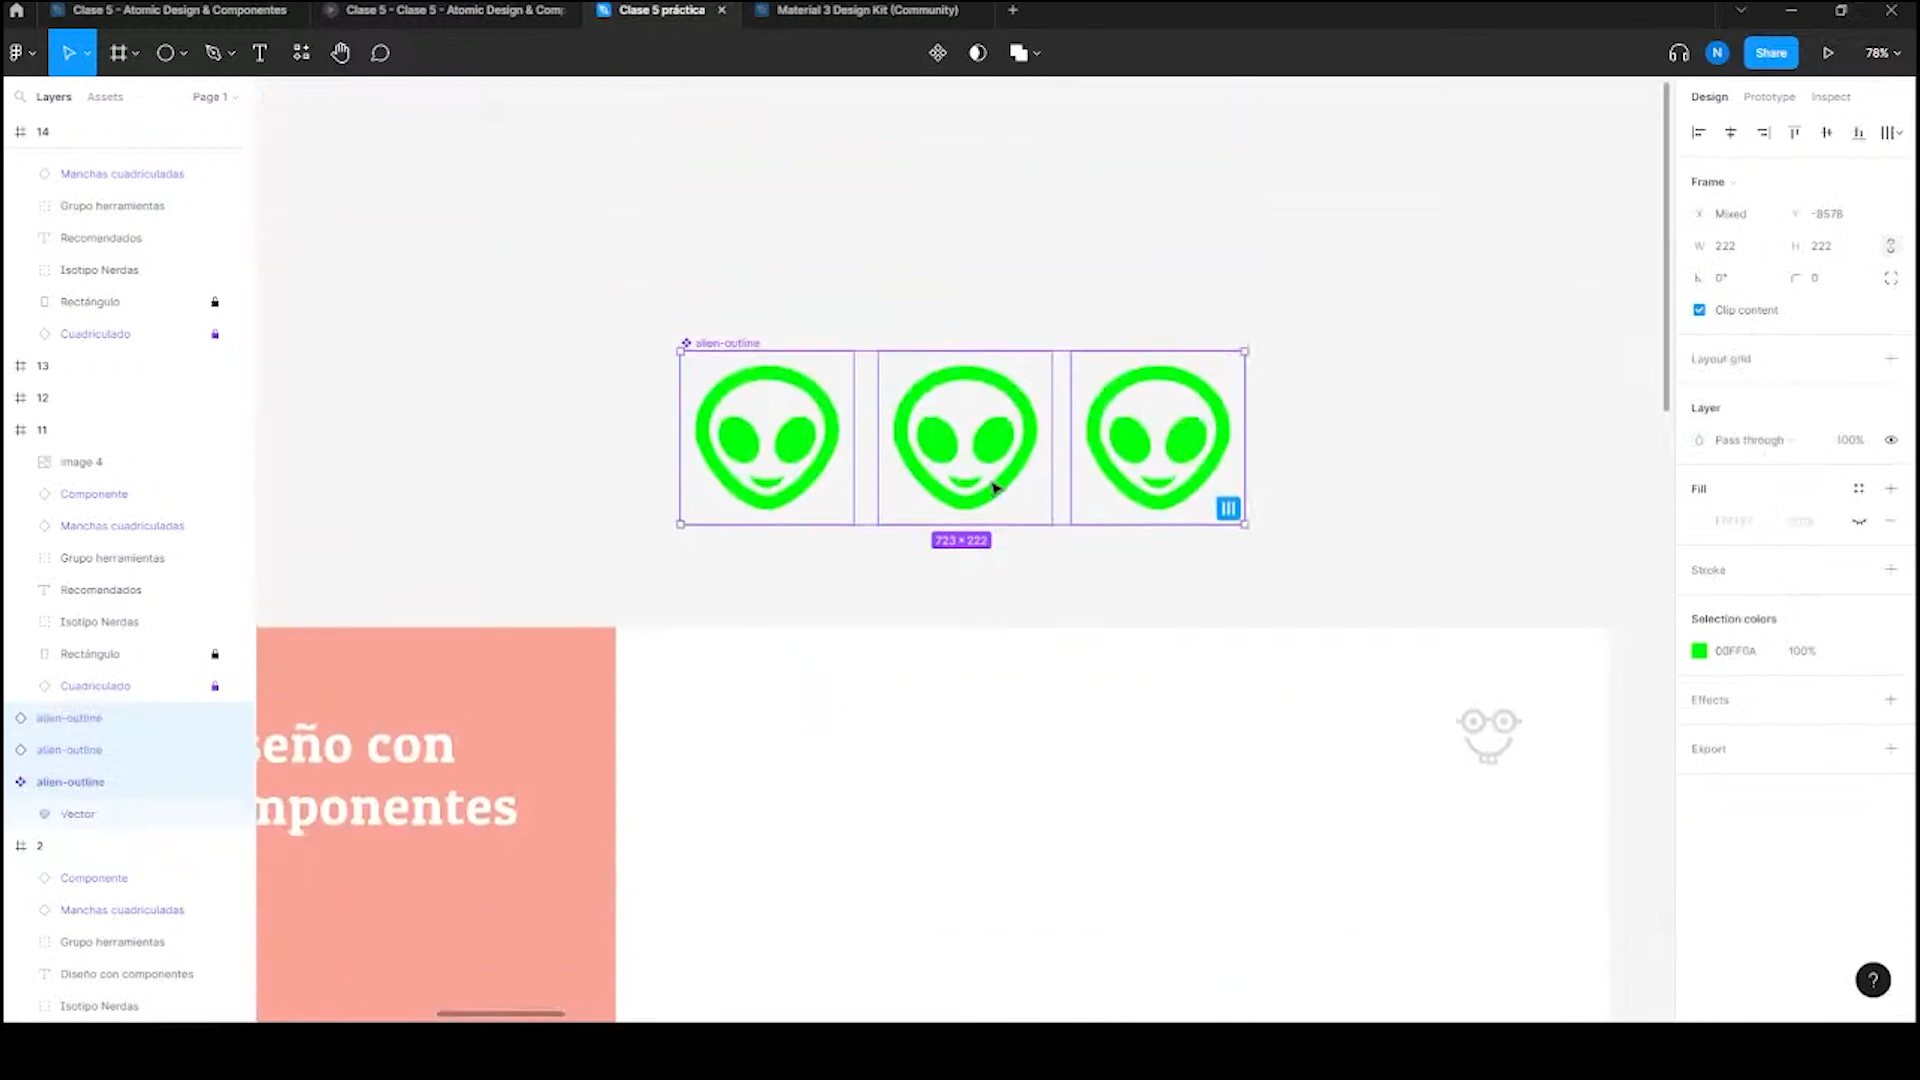 Clase 5 - Atomic Design & Componentes
Clase 5 - Clase 5 - Atomic Design & Comp
Clase 5 práctica
Material 3 Design Kit (Community)
N
Share
78%
Layers
Assets
Page 1
14
Manchas cuadriculadas
Grupo herramientas
Recomendados
Isotipo Nerdas
Rectángulo
Cuadriculado
13
12
11
image 4
Componente
Manchas cuadriculadas
Grupo herramientas
Recomendados
Isotipo Nerdas
Rectángulo
Cuadriculado
alien-outline
alien-outline
alien-outline
Vector
2
Componente
Manchas cuadriculadas
Grupo herramientas
Diseño con componentes
Isotipo Nerdas
alien-outline
723 × 222
seño con
mponentes
Design
Prototype
Inspect
Frame
X Mixed
Y -8578
W 222
H 222
0°
0
Clip content
Layout grid
Layer
Pass through
100%
Fill
FFFFFF
Stroke
Selection colors
00FF0A
100%
Effects
Export
?